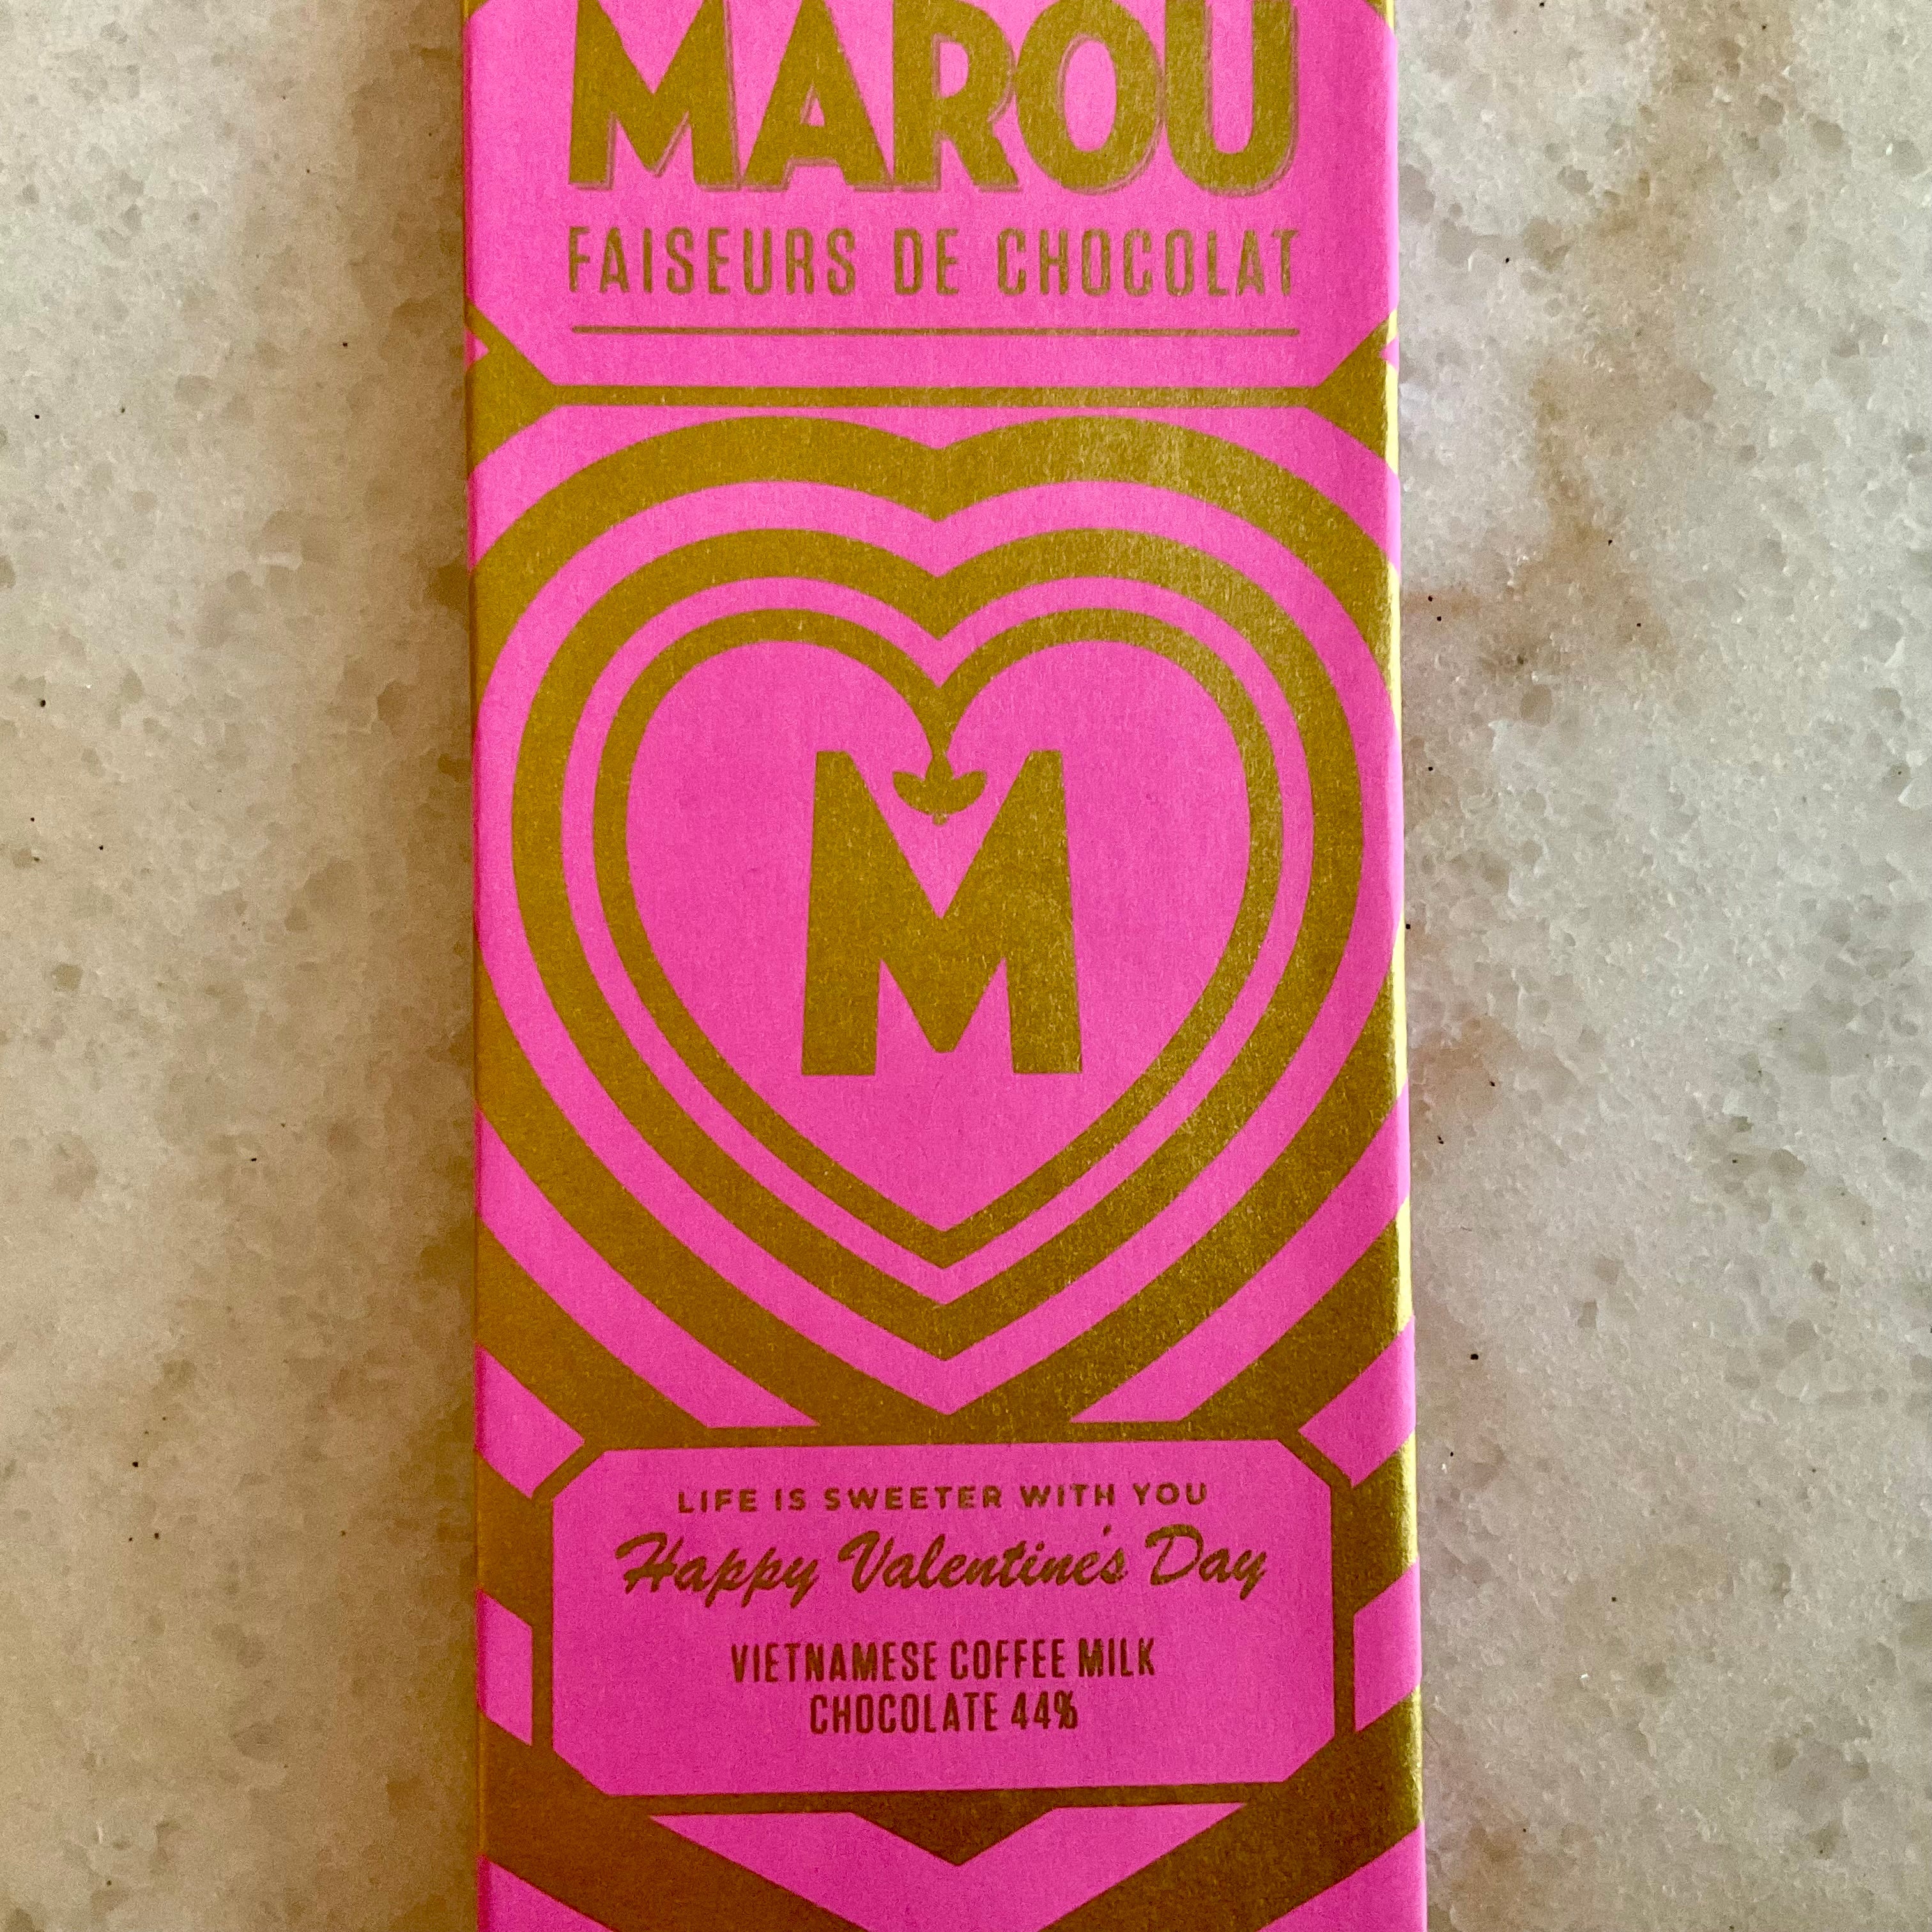 MAROU
FAISEURS DE CHOCOLAT
M
LIFE IS SWEETER WITH YOU
Happy Valentine's Day
VIETNAMESE COFFEE MILK
CHOCOLATE 44%